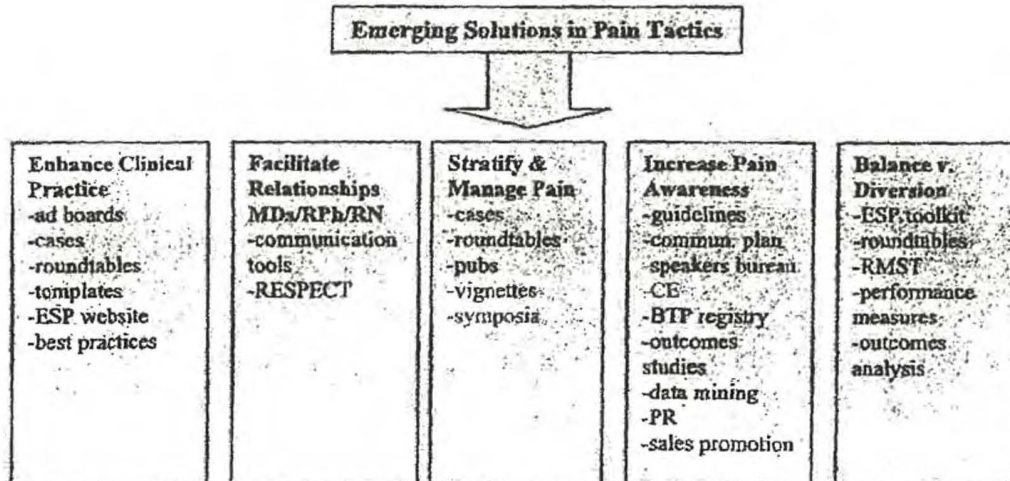 Emerging Solutions in Pain Tactics
Enhance Clinical
Practice
-ad boards
-cases
-roundtables
-templates
-ESP website
-best practices
Facilitate
Relationships
MDs/RPh/RN
-communication
tools
-RESPECT
Stratify &
Manage Pain
-cases
-roundtables
-pubs
-vignettes
-symposia
Increase Pain
Awareness
-guidelines
-commun. plan
-speakers bureau
-CE
-BTP registry
-outcomes
studies
-data mining
-PR
-sales promotion
Balance v.
Diversion
-ESP toolkit
-roundtables
-RMST
-performance
measures
-outcomes
analysis